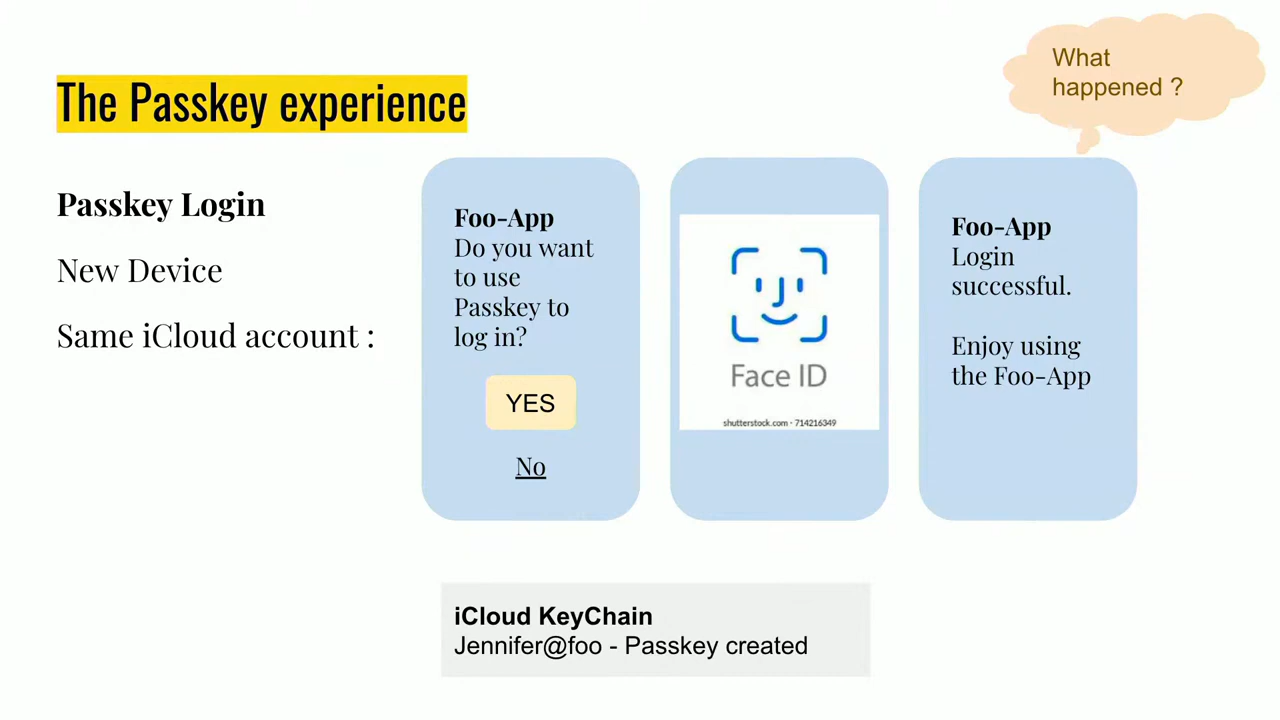 What
happened ?
The Passkey experience
Passkey Login
New Device
Same iCloud account :
Foo-App
Do you want
to use
Passkey to
log in?
YES
No
Face ID
shutterstock.com · 714216349
Foo-App
Login
successful.
Enjoy using
the Foo-App
iCloud KeyChain
Jennifer@foo - Passkey created